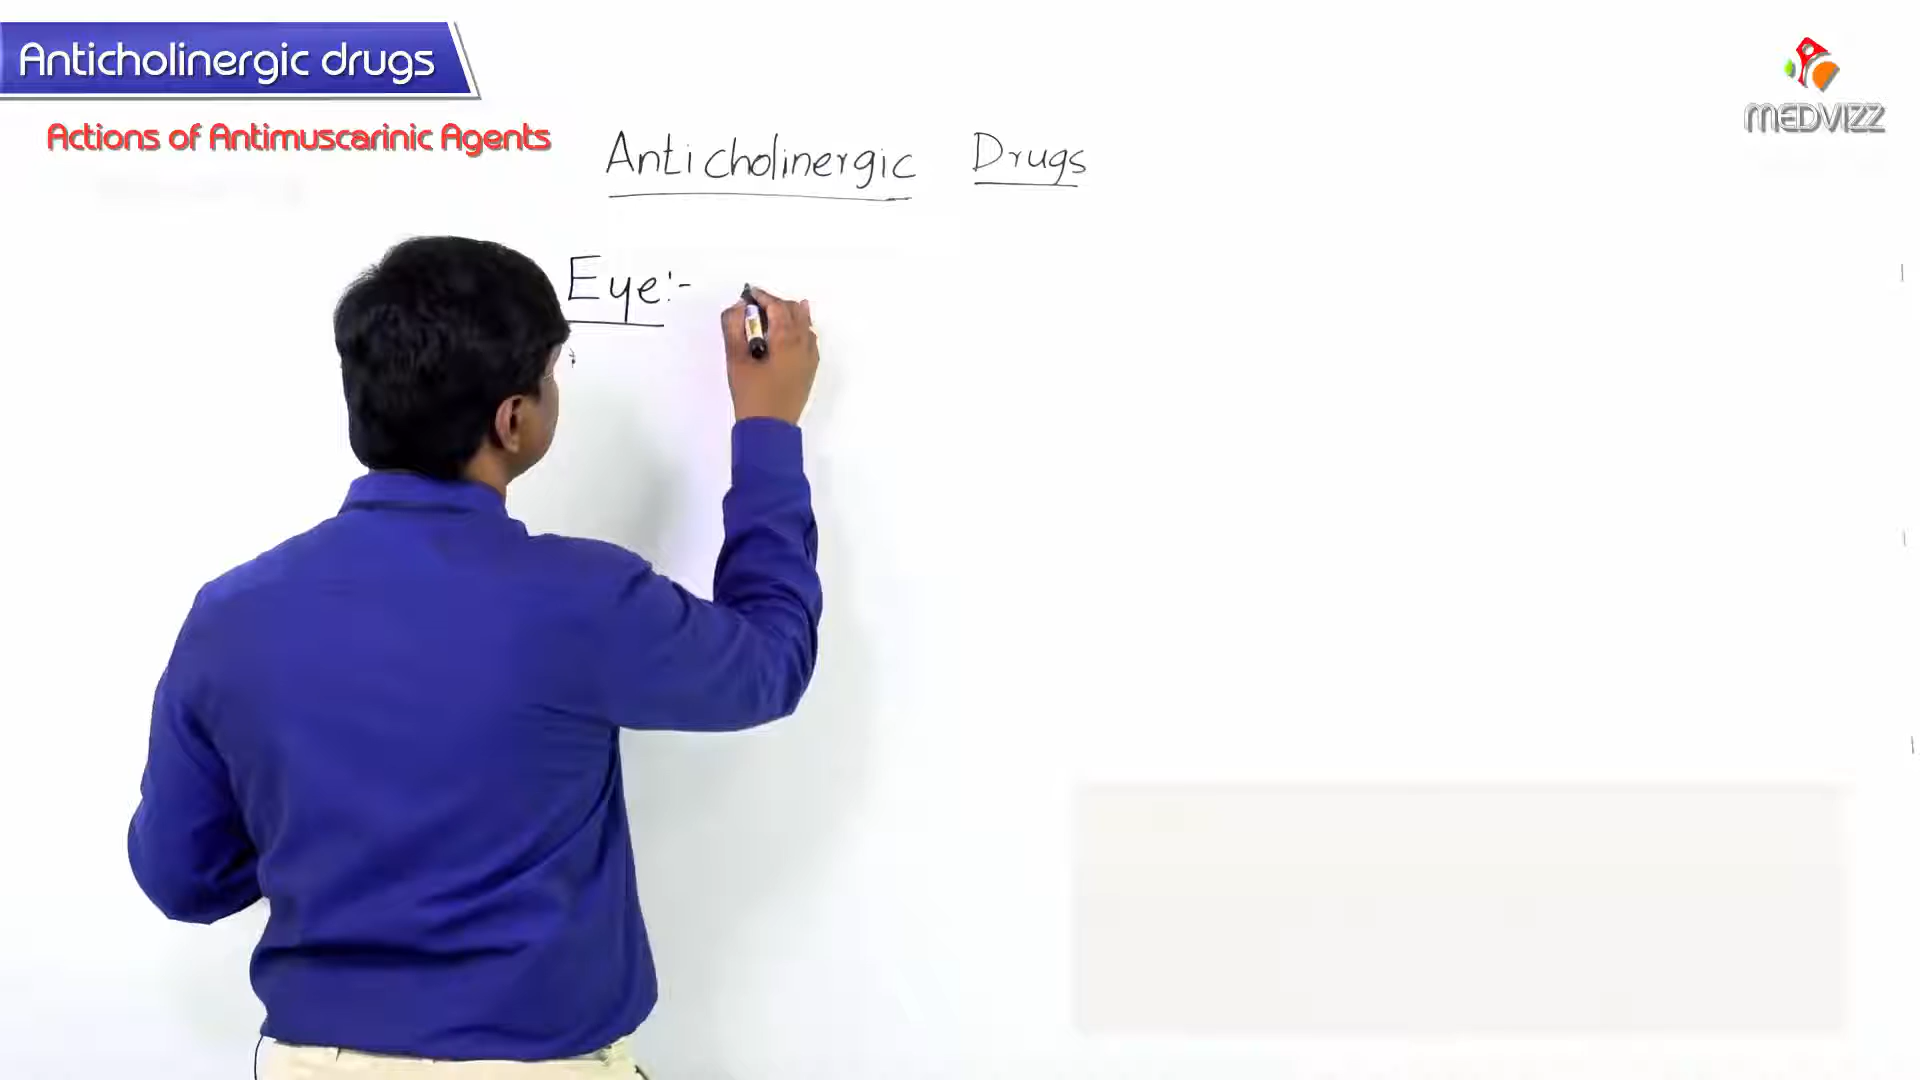 Anticholinergic drugs
MEDVIZZ
Actions of Antimuscarinic Agents
Anticholinergic Drugs
Eye:-